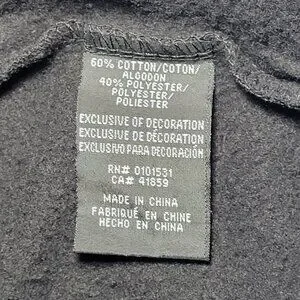 60% COTTON/COTON/
ALGODON
40% POLYESTER/
POLYESTER/
POLIESTER
EXCLUSIVE OF DECORATION
EXCLUSIVE DE DÉCORATION
EXCLUSIVO PARA DECORACIÓN
RN# 0101531
CA# 41859
MADE IN CHINA
FABRIQUÉ EN CHINE
HECHO EN CHINA